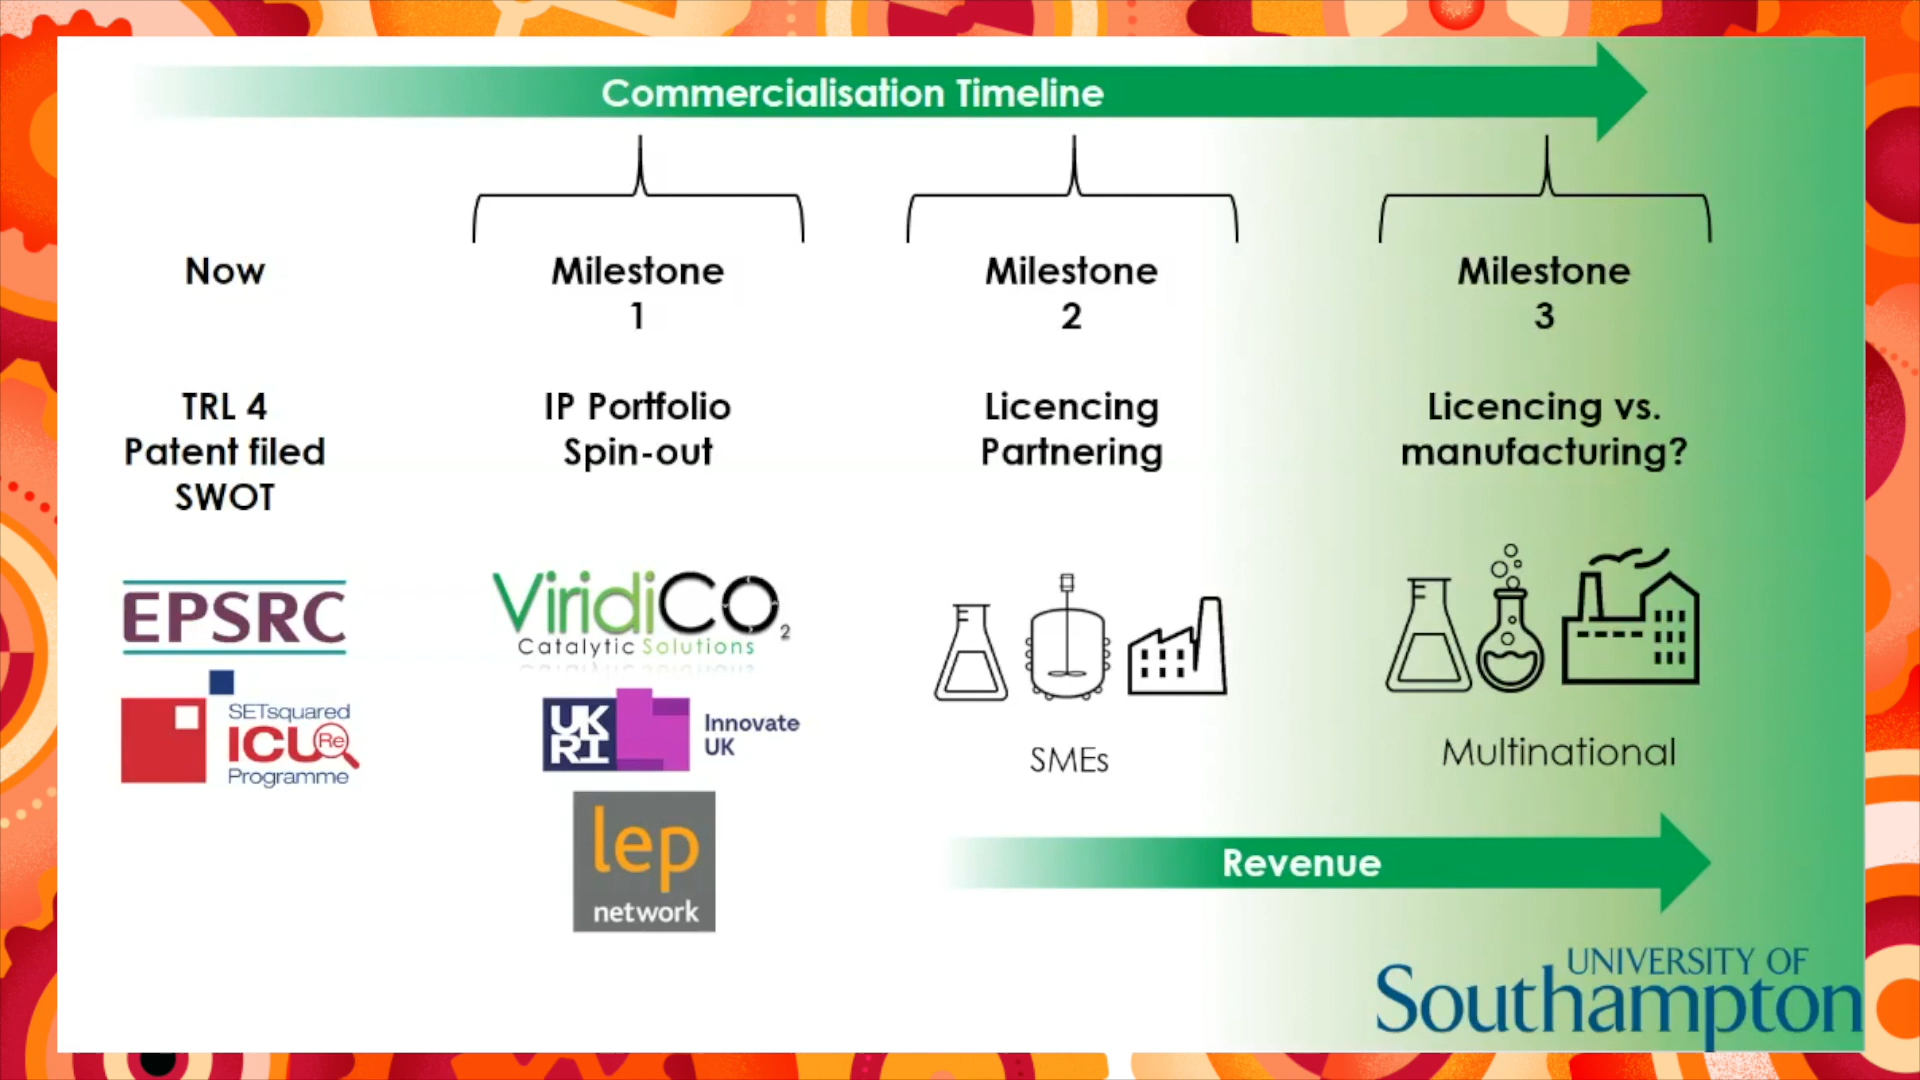 Commercialisation Timeline
Now
Milestone
1
Milestone
2
Milestone
3
TRL 4
Patent filed
SWOT
IP Portfolio
Spin-out
Licencing
Partnering
Licencing vs.
manufacturing?
EPSRC
SETsquared
ICURe
Programme
ViridiCO2
Catalytic Solutions
UK
RI
Innovate
UK
lep
network
SMEs
Multinational
Revenue
UNIVERSITY OF
Southampton